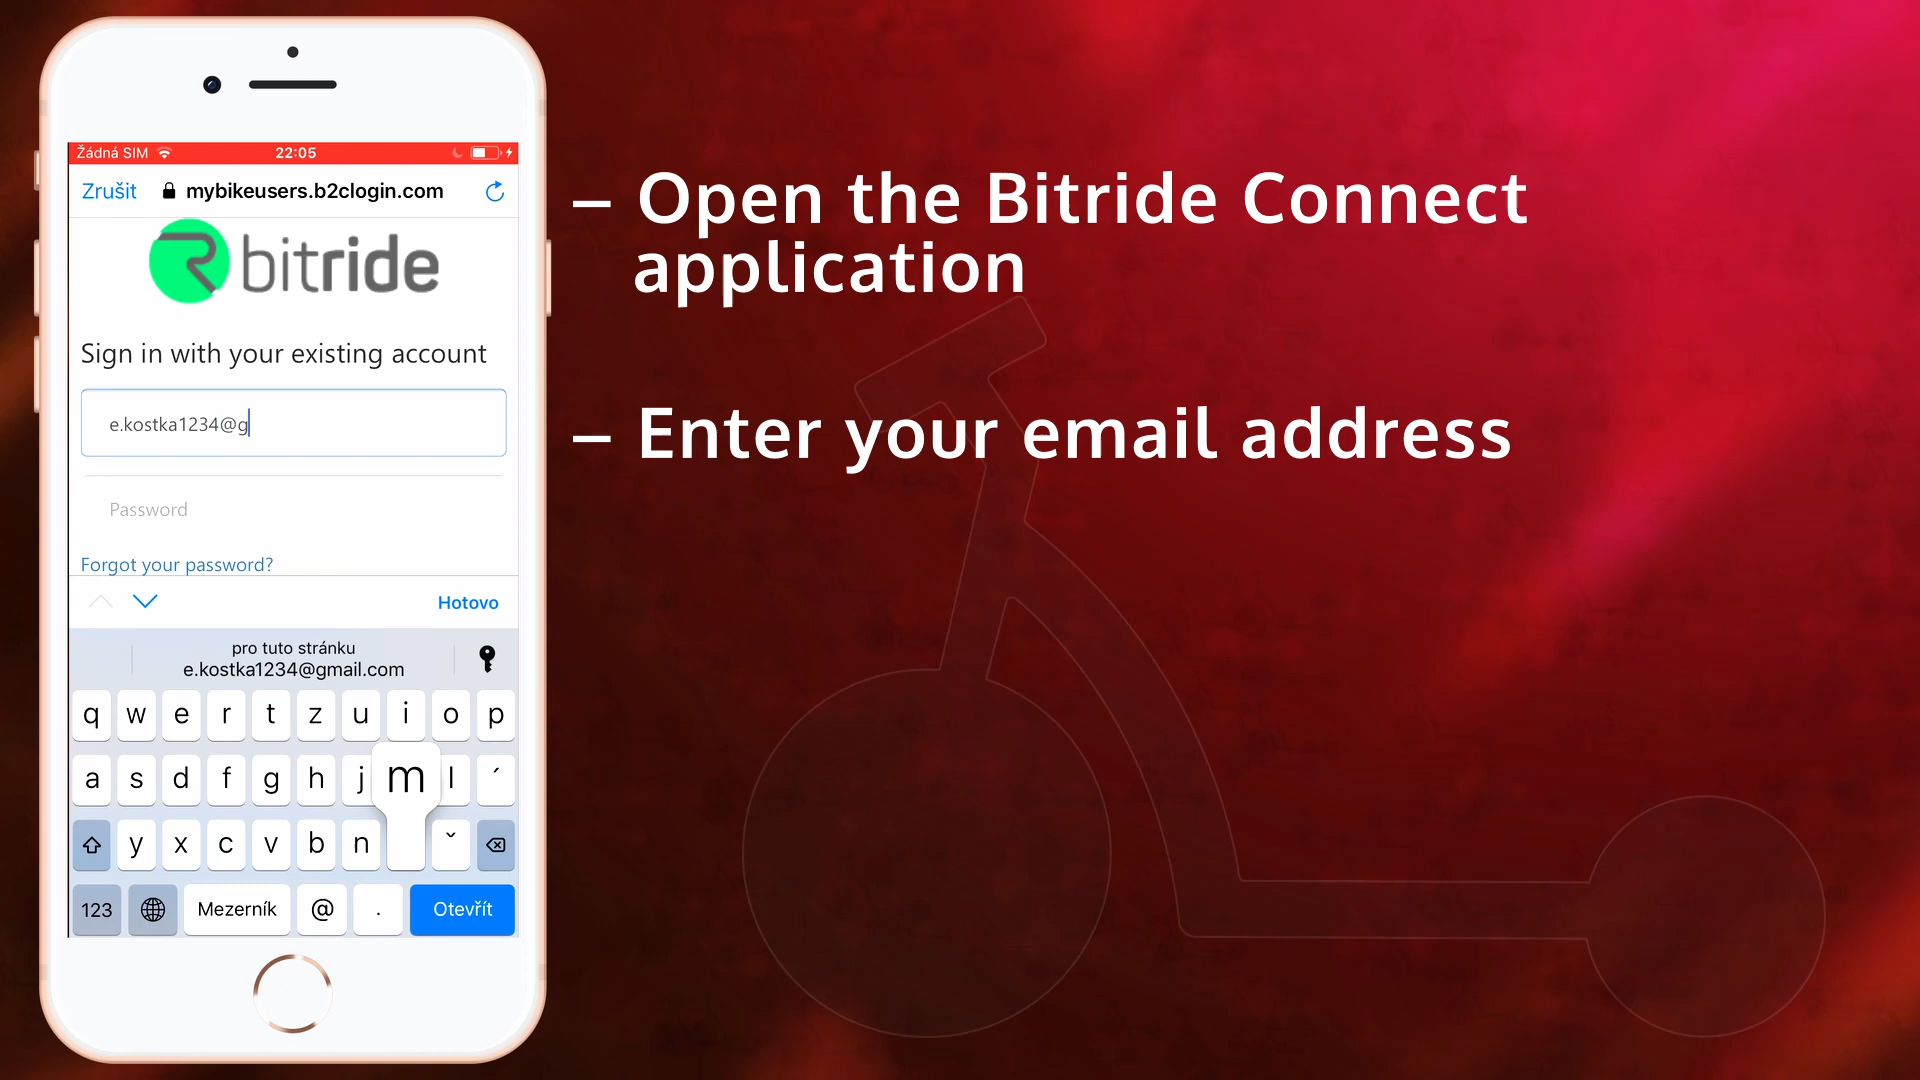 Žádná SIM 22:05
Zrušit mybikeusers.b2clogin.com
bitride
Sign in with your existing account
e.kostka1234@g
Password
Forgot your password?
Hotovo
pro tuto stránku
e.kostka1234@gmail.com
q w e r t z u i o p
a s d f g h j m l ´
y x c v b n ˇ
123 Mezerník @ . Otevřít
– Open the Bitride Connect
application
– Enter your email address